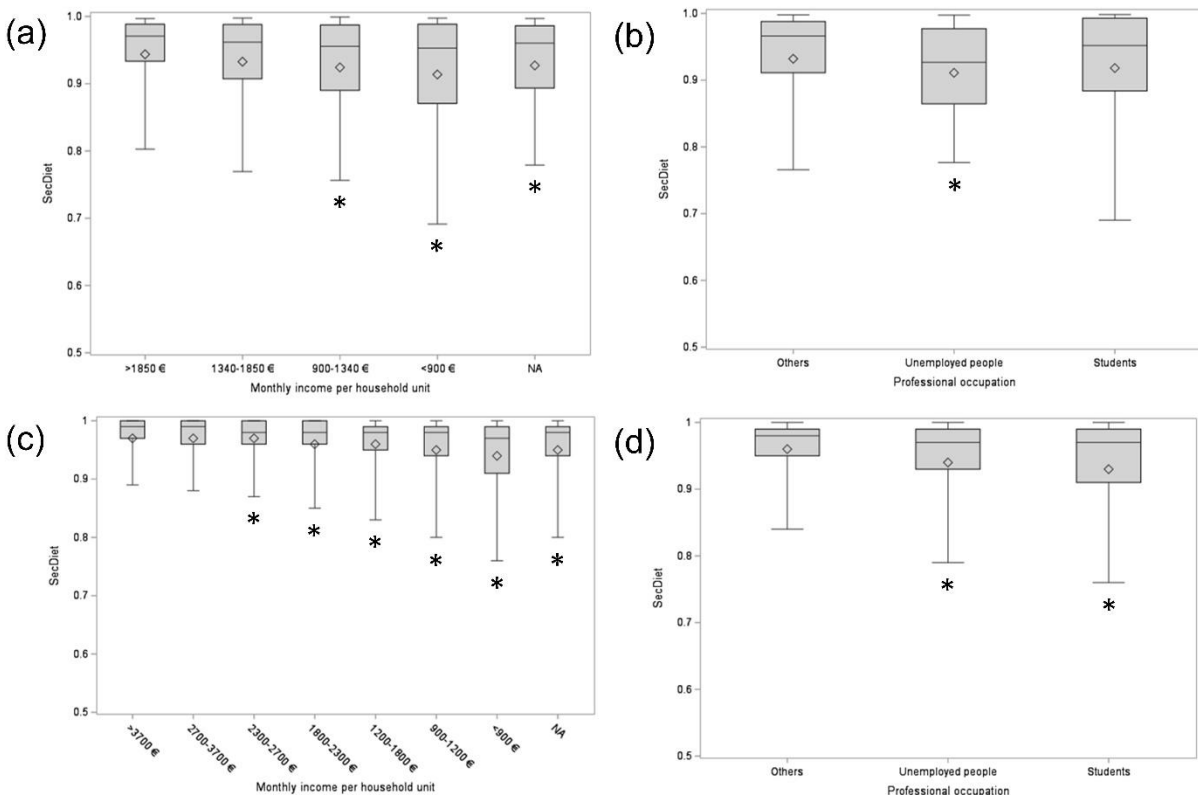 (a)
1.0
0.9
0.8
0.7
0.6
0.5
SecDiet
>1850 € 1340-1850 € 900-1340 € <900 € NA
Monthly income per household unit
* * *
(b)
1.0
0.9
0.8
0.7
0.6
0.5
SecDiet
Others Unemployed people Students
Professional occupation
*
(c)
1.0
0.9
0.8
0.7
0.6
0.5
SecDiet
>3700 € 2700-3700 € 2300-2700 € 1800-2300 € 1200-1800 € 900-1200 € <900 € NA
Monthly income per household unit
* * * * * *
(d)
1.0
0.9
0.8
0.7
0.6
0.5
SecDiet
Others Unemployed people Students
Professional occupation
* *